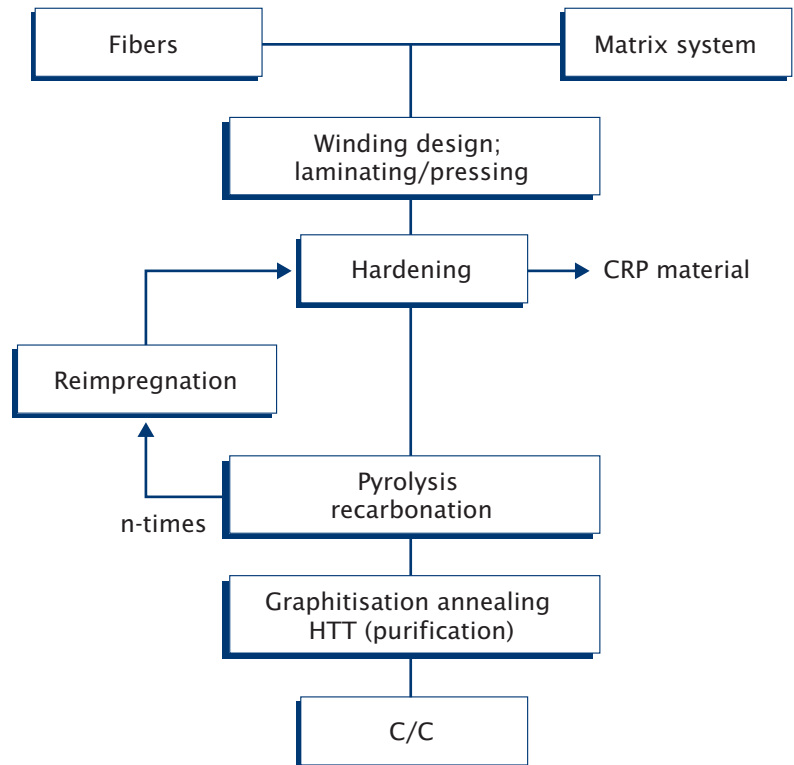 Fibers
Matrix system
Winding design;
laminating/pressing
Hardening
CRP material
Reimpregnation
Pyrolysis
recarbonation
n-times
Graphitisation annealing
HTT (purification)
C/C